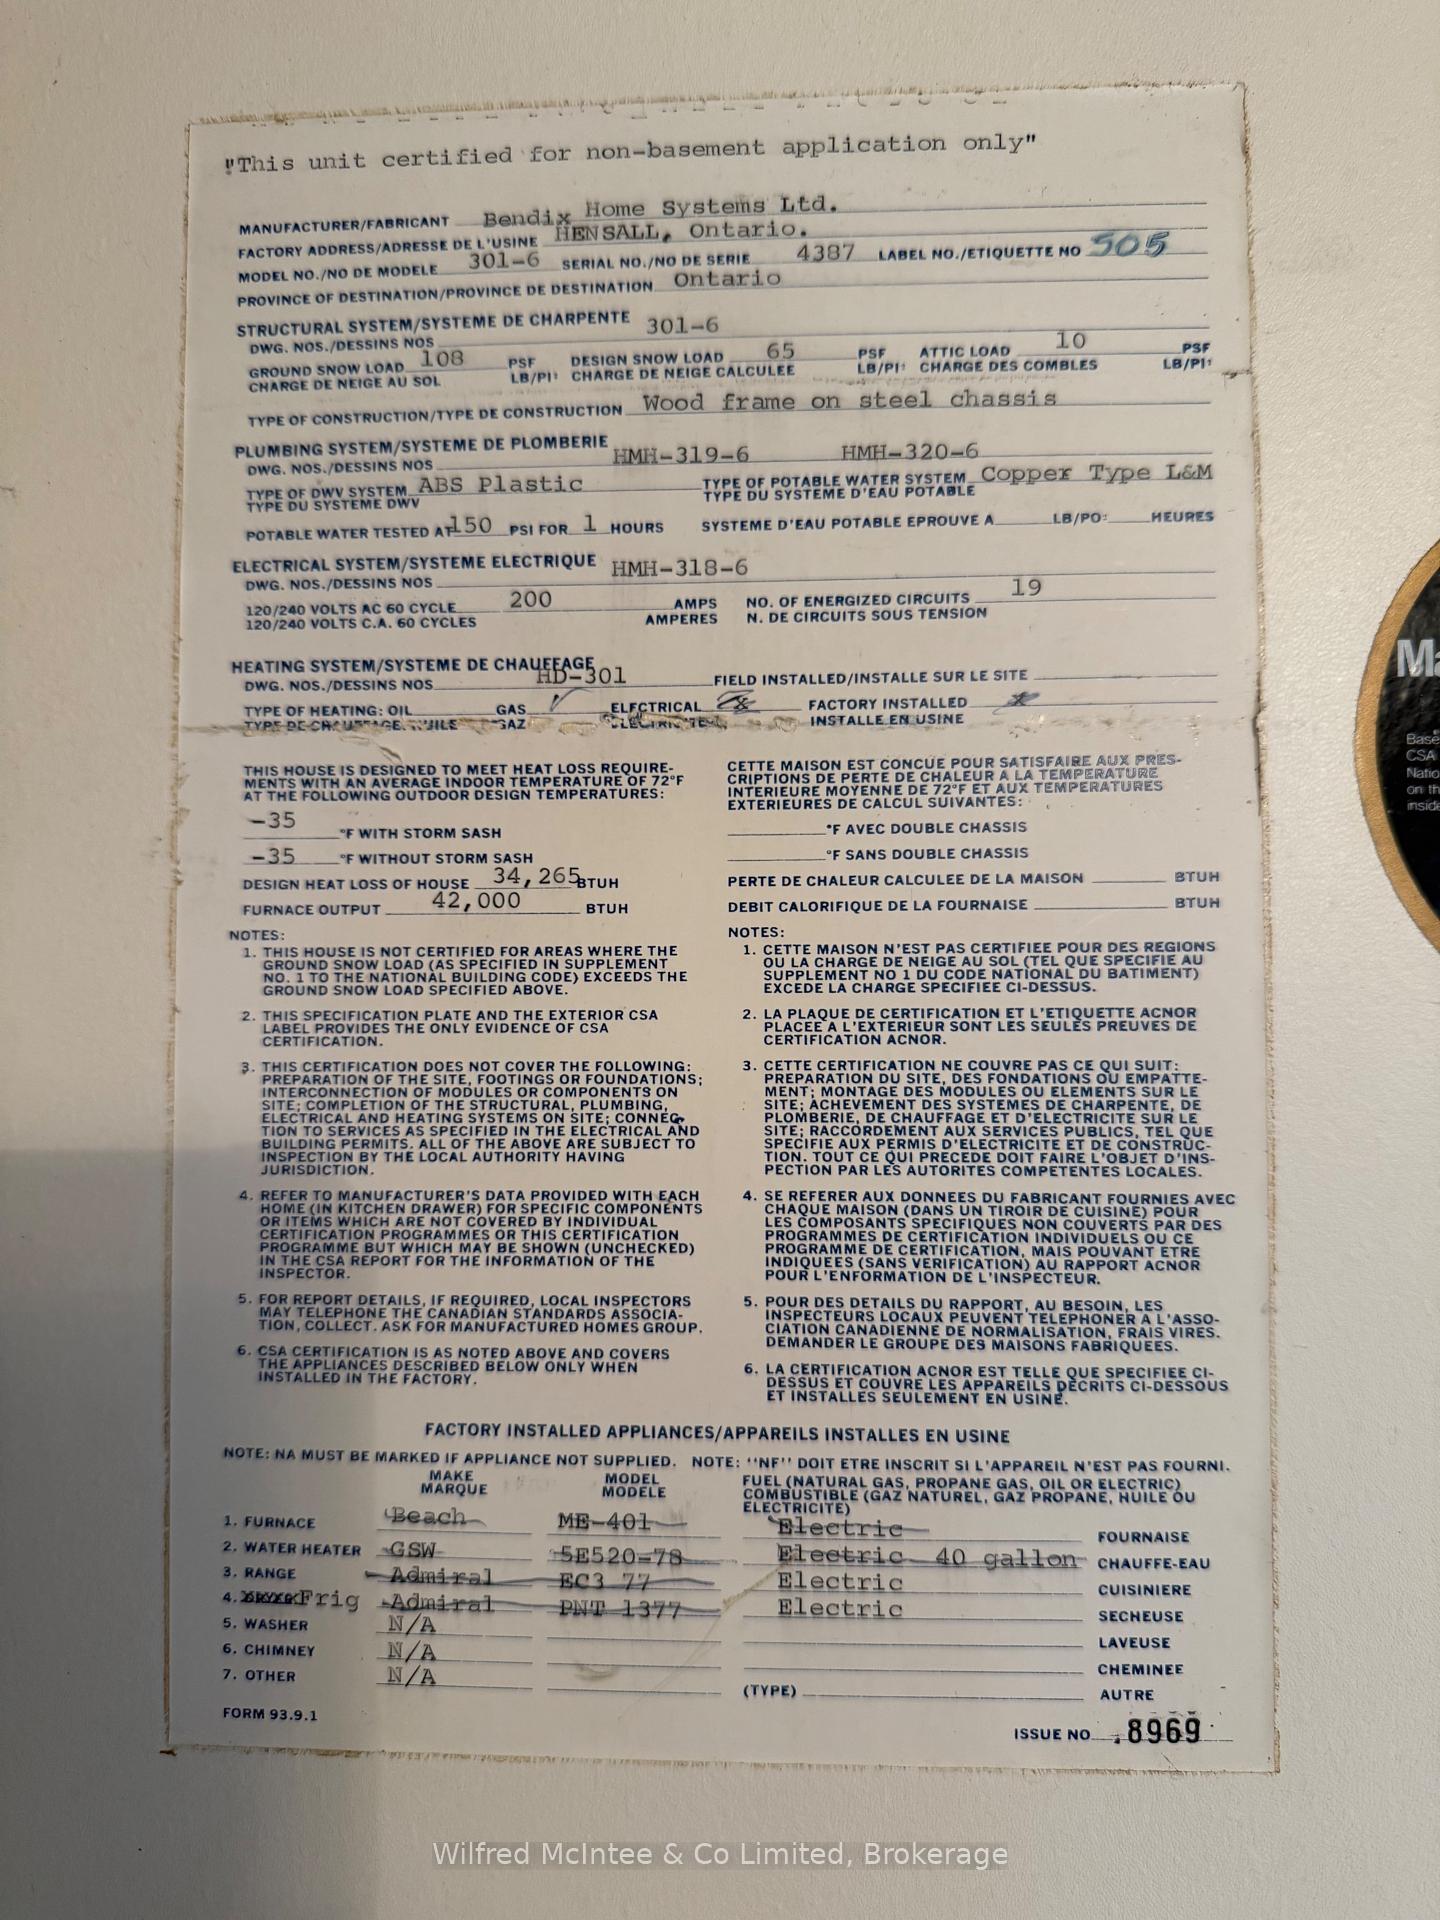 "This unit certified for non-basement application only"
MANUFACTURER/FABRICANT Bendix Home Systems Ltd.
FACTORY ADDRESS/ADRESSE DE L'USINE HENSALL, Ontario.
MODEL NO./NO DE MODELE 301-6 SERIAL NO./NO DE SERIE 4387 LABEL NO./ETIQUETTE NO 505
PROVINCE OF DESTINATION/PROVINCE DE DESTINATION Ontario
STRUCTURAL SYSTEM/SYSTEME DE CHARPENTE 301-6
DWG. NOS./DESSINS NOS
GROUND SNOW LOAD 108 PSF DESIGN SNOW LOAD 65 PSF ATTIC LOAD 10 PSF
CHARGE DE NEIGE AU SOL LB/PI² CHARGE DE NEIGE CALCULEE LB/PI² CHARGE DES COMBLES LB/PI²
TYPE OF CONSTRUCTION/TYPE DE CONSTRUCTION Wood frame on steel chassis
PLUMBING SYSTEM/SYSTEME DE PLOMBERIE HMH-319-6 HMH-320-6
DWG. NOS./DESSINS NOS
TYPE OF DWV SYSTEM ABS Plastic TYPE OF POTABLE WATER SYSTEM Copper Type L&M
TYPE DU SYSTEME DWV TYPE DU SYSTEME D'EAU POTABLE
POTABLE WATER TESTED AT 150 PSI FOR 1 HOURS SYSTEME D'EAU POTABLE EPROUVE A LB/PO² HEURES
ELECTRICAL SYSTEM/SYSTEME ELECTRIQUE HMH-318-6
DWG. NOS./DESSINS NOS
120/240 VOLTS AC 60 CYCLE 200 AMPS NO. OF ENERGIZED CIRCUITS 19
120/240 VOLTS C.A. 60 CYCLES AMPERES N. DE CIRCUITS SOUS TENSION
HEATING SYSTEM/SYSTEME DE CHAUFFAGE HD-301
DWG. NOS./DESSINS NOS FIELD INSTALLED/INSTALLE SUR LE SITE
TYPE OF HEATING: OIL GAS ✓ ELECTRICAL FACTORY INSTALLED
TYPE DE CHAUFFAGE: HUILE GAZ ELECTRICITE INSTALLE EN USINE
THIS HOUSE IS DESIGNED TO MEET HEAT LOSS REQUIRE-
MENTS WITH AN AVERAGE INDOOR TEMPERATURE OF 72°F
AT THE FOLLOWING OUTDOOR DESIGN TEMPERATURES:
-35 °F WITH STORM SASH
-35 °F WITHOUT STORM SASH
DESIGN HEAT LOSS OF HOUSE 34,265 BTUH
FURNACE OUTPUT 42,000 BTUH
NOTES:
1. THIS HOUSE IS NOT CERTIFIED FOR AREAS WHERE THE
GROUND SNOW LOAD (AS SPECIFIED IN SUPPLEMENT
NO. 1 TO THE NATIONAL BUILDING CODE) EXCEEDS THE
GROUND SNOW LOAD SPECIFIED ABOVE.
2. THIS SPECIFICATION PLATE AND THE EXTERIOR CSA
LABEL PROVIDES THE ONLY EVIDENCE OF CSA
CERTIFICATION.
3. THIS CERTIFICATION DOES NOT COVER THE FOLLOWING:
PREPARATION OF THE SITE, FOOTINGS OR FOUNDATIONS;
INTERCONNECTION OF MODULES OR COMPONENTS ON
SITE; COMPLETION OF THE STRUCTURAL, PLUMBING,
ELECTRICAL AND HEATING SYSTEMS ON SITE; CONNEC-
TION TO SERVICES AS SPECIFIED IN THE ELECTRICAL AND
BUILDING PERMITS. ALL OF THE ABOVE ARE SUBJECT TO
INSPECTION BY THE LOCAL AUTHORITY HAVING
JURISDICTION.
4. REFER TO MANUFACTURER'S DATA PROVIDED WITH EACH
HOME (IN KITCHEN DRAWER) FOR SPECIFIC COMPONENTS
OR ITEMS WHICH ARE NOT COVERED BY INDIVIDUAL
CERTIFICATION PROGRAMMES OR THIS CERTIFICATION
PROGRAMME BUT WHICH MAY BE SHOWN (UNCHECKED)
IN THE CSA REPORT FOR THE INFORMATION OF THE
INSPECTOR.
5. FOR REPORT DETAILS, IF REQUIRED, LOCAL INSPECTORS
MAY TELEPHONE THE CANADIAN STANDARDS ASSOCIA-
TION, COLLECT. ASK FOR MANUFACTURED HOMES GROUP.
6. CSA CERTIFICATION IS AS NOTED ABOVE AND COVERS
THE APPLIANCES DESCRIBED BELOW ONLY WHEN
INSTALLED IN THE FACTORY.
CETTE MAISON EST CONCUE POUR SATISFAIRE AUX PRES-
CRIPTIONS DE PERTE DE CHALEUR A LA TEMPERATURE
INTERIEURE MOYENNE DE 72°F ET AUX TEMPERATURES
EXTERIEURES DE CALCUL SUIVANTES:
°F AVEC DOUBLE CHASSIS
°F SANS DOUBLE CHASSIS
PERTE DE CHALEUR CALCULEE DE LA MAISON BTUH
DEBIT CALORIFIQUE DE LA FOURNAISE BTUH
NOTES:
1. CETTE MAISON N'EST PAS CERTIFIEE POUR DES REGIONS
OU LA CHARGE DE NEIGE AU SOL (TEL QUE SPECIFIE AU
SUPPLEMENT NO 1 DU CODE NATIONAL DU BATIMENT)
EXCEDE LA CHARGE SPECIFIEE CI-DESSUS.
2. LA PLAQUE DE CERTIFICATION ET L'ETIQUETTE ACNOR
PLACEE A L'EXTERIEUR SONT LES SEULES PREUVES DE
CERTIFICATION ACNOR.
3. CETTE CERTIFICATION NE COUVRE PAS CE QUI SUIT:
PREPARATION DU SITE, DES FONDATIONS OU EMPATTE-
MENT; MONTAGE DES MODULES OU ELEMENTS SUR LE
SITE; ACHEVEMENT DES SYSTEMES DE CHARPENTE, DE
PLOMBERIE, DE CHAUFFAGE ET D'ELECTRICITE SUR LE
SITE; RACCORDEMENT AUX SERVICES PUBLICS, TEL QUE
SPECIFIE AUX PERMIS D'ELECTRICITE ET DE CONSTRUC-
TION. TOUT CE QUI PRECEDE DOIT FAIRE L'OBJET D'INS-
PECTION PAR LES AUTORITES COMPETENTES LOCALES.
4. SE REFERER AUX DONNEES DU FABRICANT FOURNIES AVEC
CHAQUE MAISON (DANS UN TIROIR DE CUISINE) POUR
LES COMPOSANTS SPECIFIQUES NON COUVERTS PAR DES
PROGRAMMES DE CERTIFICATION INDIVIDUELS OU CE
PROGRAMME DE CERTIFICATION, MAIS POUVANT ETRE
INDIQUEES (SANS VERIFICATION) AU RAPPORT ACNOR
POUR L'ENFORMATION DE L'INSPECTEUR.
5. POUR DES DETAILS DU RAPPORT, AU BESOIN, LES
INSPECTEURS LOCAUX PEUVENT TELEPHONER A L'ASSO-
CIATION CANADIENNE DE NORMALISATION, FRAIS VIRES.
DEMANDER LE GROUPE DES MAISONS FABRIQUEES.
6. LA CERTIFICATION ACNOR EST TELLE QUE SPECIFIEE CI-
DESSUS ET COUVRE LES APPAREILS DECRITS CI-DESSOUS
ET INSTALLES SEULEMENT EN USINE.
FACTORY INSTALLED APPLIANCES/APPAREILS INSTALLES EN USINE
NOTE: NA MUST BE MARKED IF APPLIANCE NOT SUPPLIED. NOTE: "NF" DOIT ETRE INSCRIT SI L'APPAREIL N'EST PAS FOURNI.
MAKE MODEL FUEL (NATURAL GAS, PROPANE GAS, OIL OR ELECTRIC)
MARQUE MODELE COMBUSTIBLE (GAZ NATUREL, GAZ PROPANE, HUILE OU
ELECTRICITE)
1. FURNACE Beach ME-401 Electric FOURNAISE
2. WATER HEATER GSW 5E520-78 Electric 40 gallon CHAUFFE-EAU
3. RANGE Admiral EC3 77 Electric CUISINIERE
4. Frig Admiral PNT 1377 Electric SECHEUSE
5. WASHER N/A LAVEUSE
6. CHIMNEY N/A CHEMINEE
7. OTHER N/A (TYPE) AUTRE
FORM 93.9.1
ISSUE NO 8969
Ma
Base
CSA
Natio
on th
inside
Wilfred McIntee & Co Limited, Brokerage